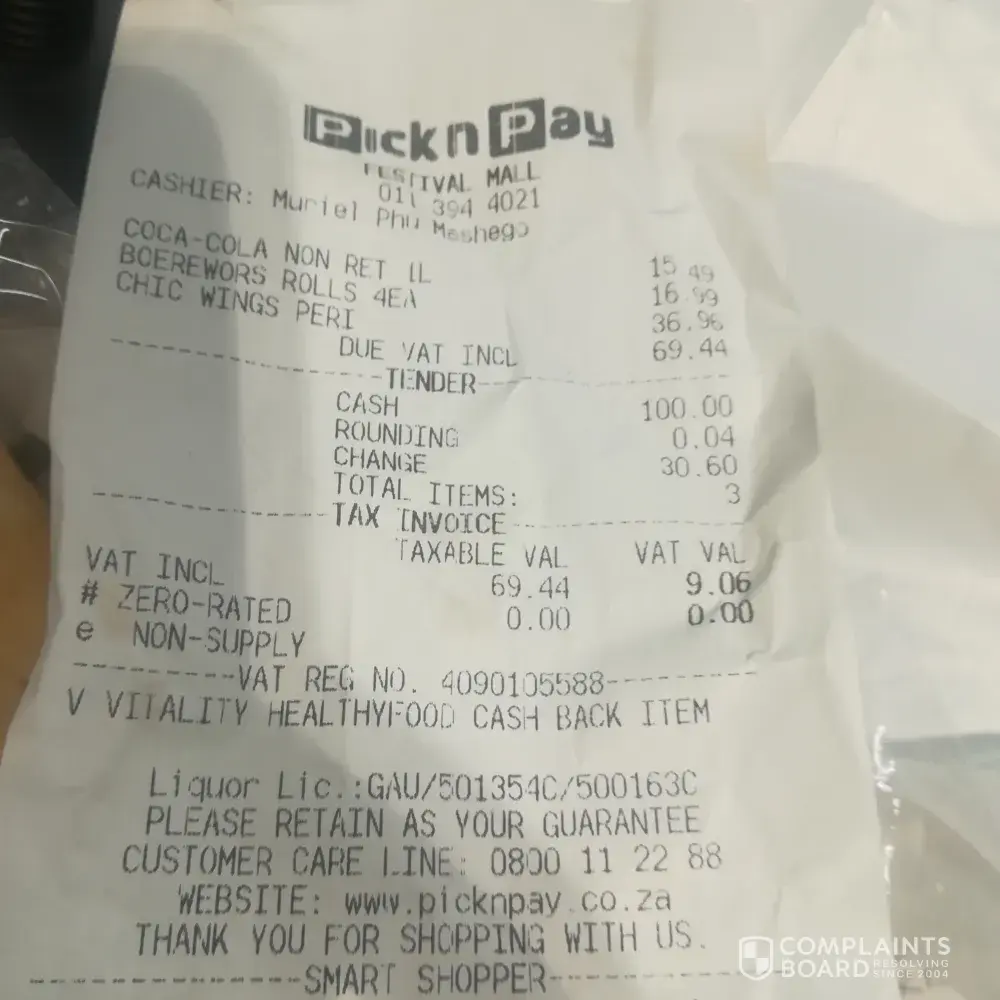 Pick n Pay
FESTIVAL MALL
011 394 4021
CASHIER: Muriel Phu Mashego
COCA-COLA NON RET 1L 15.49
BOEREWORS ROLLS 4EA 16.99
CHIC WINGS PERI 36.96
DUE VAT INCL 69.44
TENDER
CASH 100.00
ROUNDING 0.04
CHANGE 30.60
TOTAL ITEMS: 3
TAX INVOICE
TAXABLE VAL VAT VAL
VAT INCL 69.44 9.06
# ZERO-RATED 0.00 0.00
e NON-SUPPLY
VAT REG NO. 4090105588
V VITALITY HEALTHYFOOD CASH BACK ITEM
Liquor Lic.:GAU/501354C/500163C
PLEASE RETAIN AS YOUR GUARANTEE
CUSTOMER CARE LINE: 0800 11 22 88
WEBSITE: www.picknpay.co.za
THANK YOU FOR SHOPPING WITH US.
SMART SHOPPER
COMPLAINTS
BOARD RESOLVING
SINCE 2004